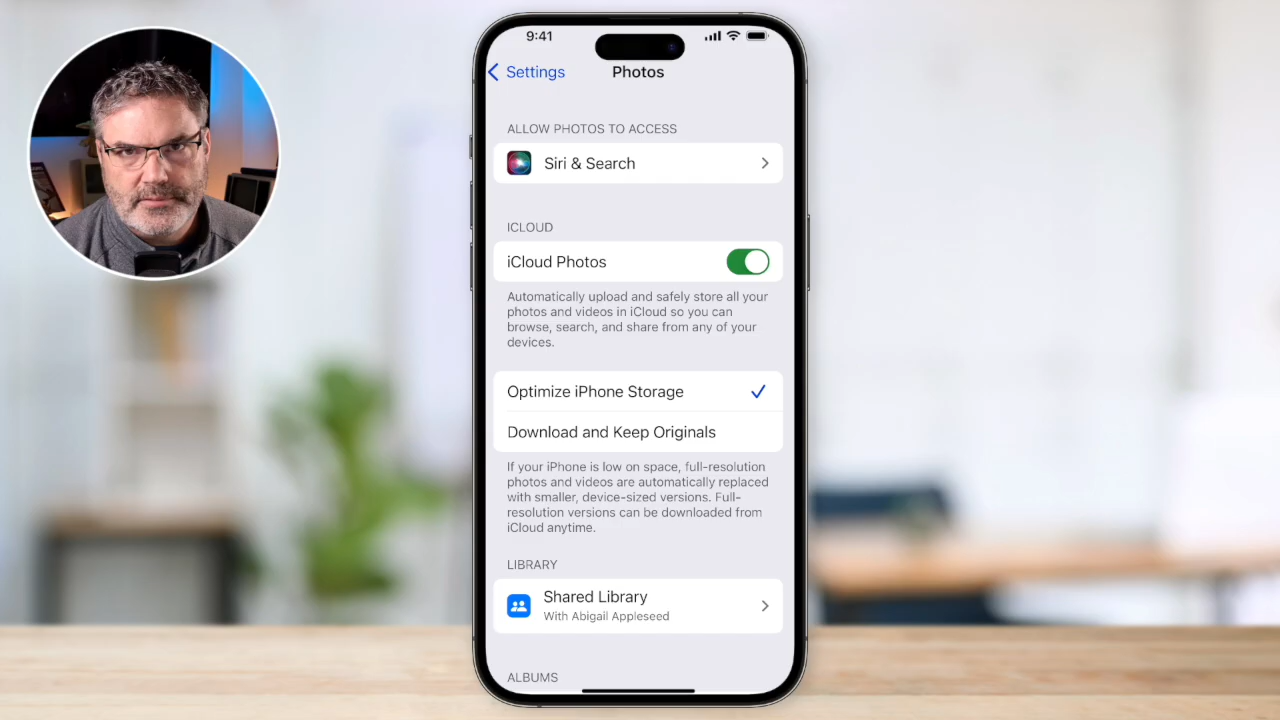 9:41
Settings
Photos
ALLOW PHOTOS TO ACCESS
Siri & Search
ICLOUD
iCloud Photos
Automatically upload and safely store all your
photos and videos in iCloud so you can
browse, search, and share from any of your
devices.
Optimize iPhone Storage
Download and Keep Originals
If your iPhone is low on space, full-resolution
photos and videos are automatically replaced
with smaller, device-sized versions. Full-
resolution versions can be downloaded from
iCloud anytime.
LIBRARY
Shared Library
With Abigail Appleseed
ALBUMS